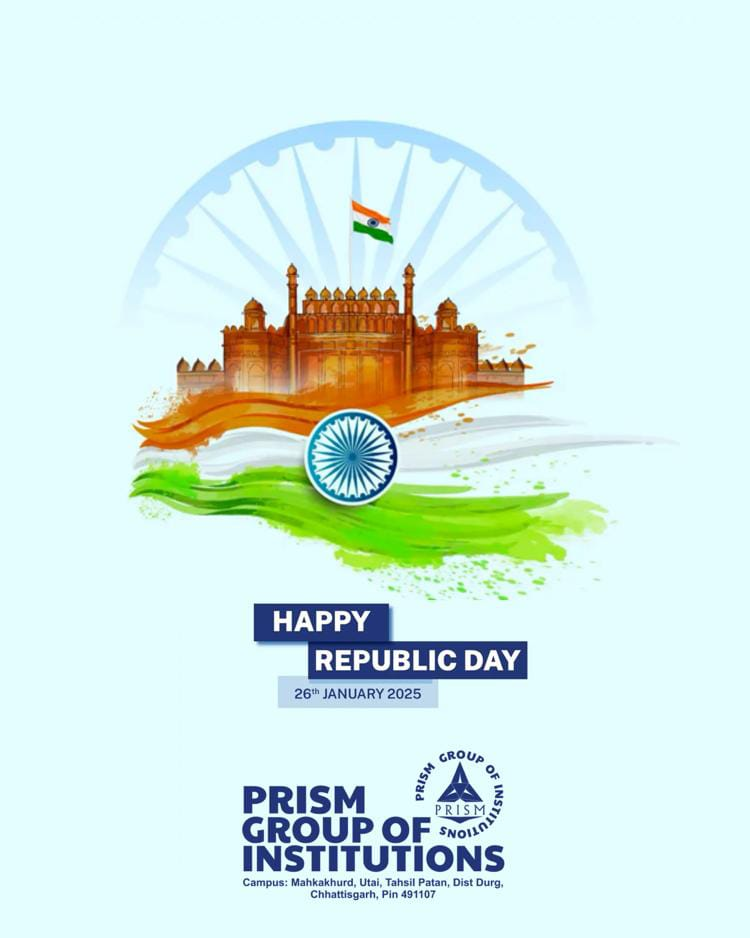 HAPPY
REPUBLIC DAY
26th JANUARY 2025
PRISM GROUP OF INSTITUTIONS
PRISM
PRISM
GROUP OF
INSTITUTIONS
Campus: Mahkakhurd, Utai, Tahsil Patan, Dist Durg,
Chhattisgarh, Pin 491107